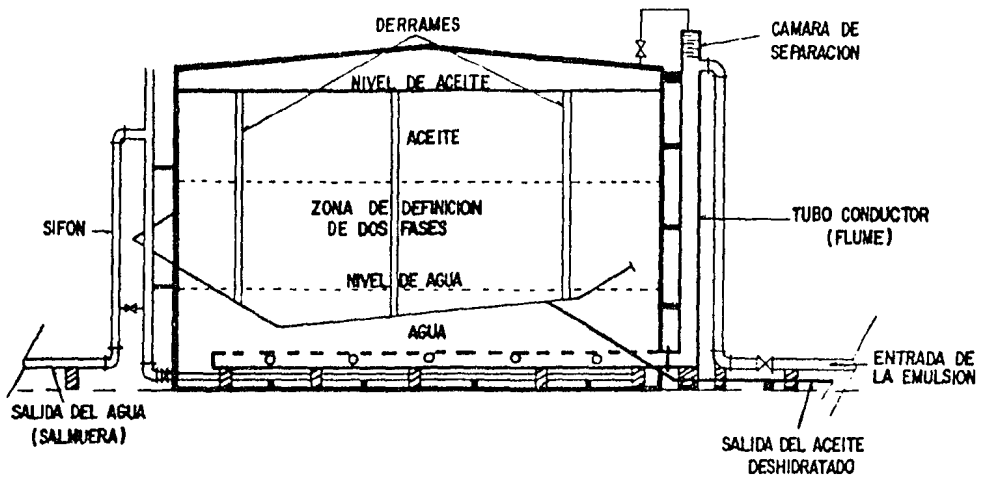 DERRAMES
CAMARA DE
SEPARACION
NIVEL DE ACEITE
ACEITE
ZONA DE DEFINICION
DE DOS FASES
SIFON
TUBO CONDUCTOR
(FLUME)
NIVEL DE AGUA
AGUA
ENTRADA DE
LA EMULSION
SALIDA DEL AGUA
(SALMUERA)
SALIDA DEL ACEITE
DESHIDRATADO